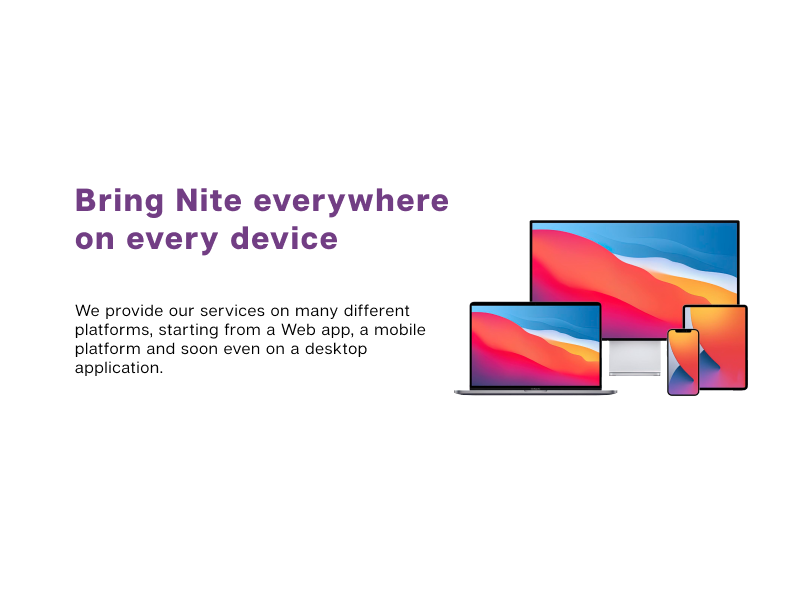 Bring Nite everywhere
on every device
We provide our services on many different
platforms, starting from a Web app, a mobile
platform and soon even on a desktop
application.